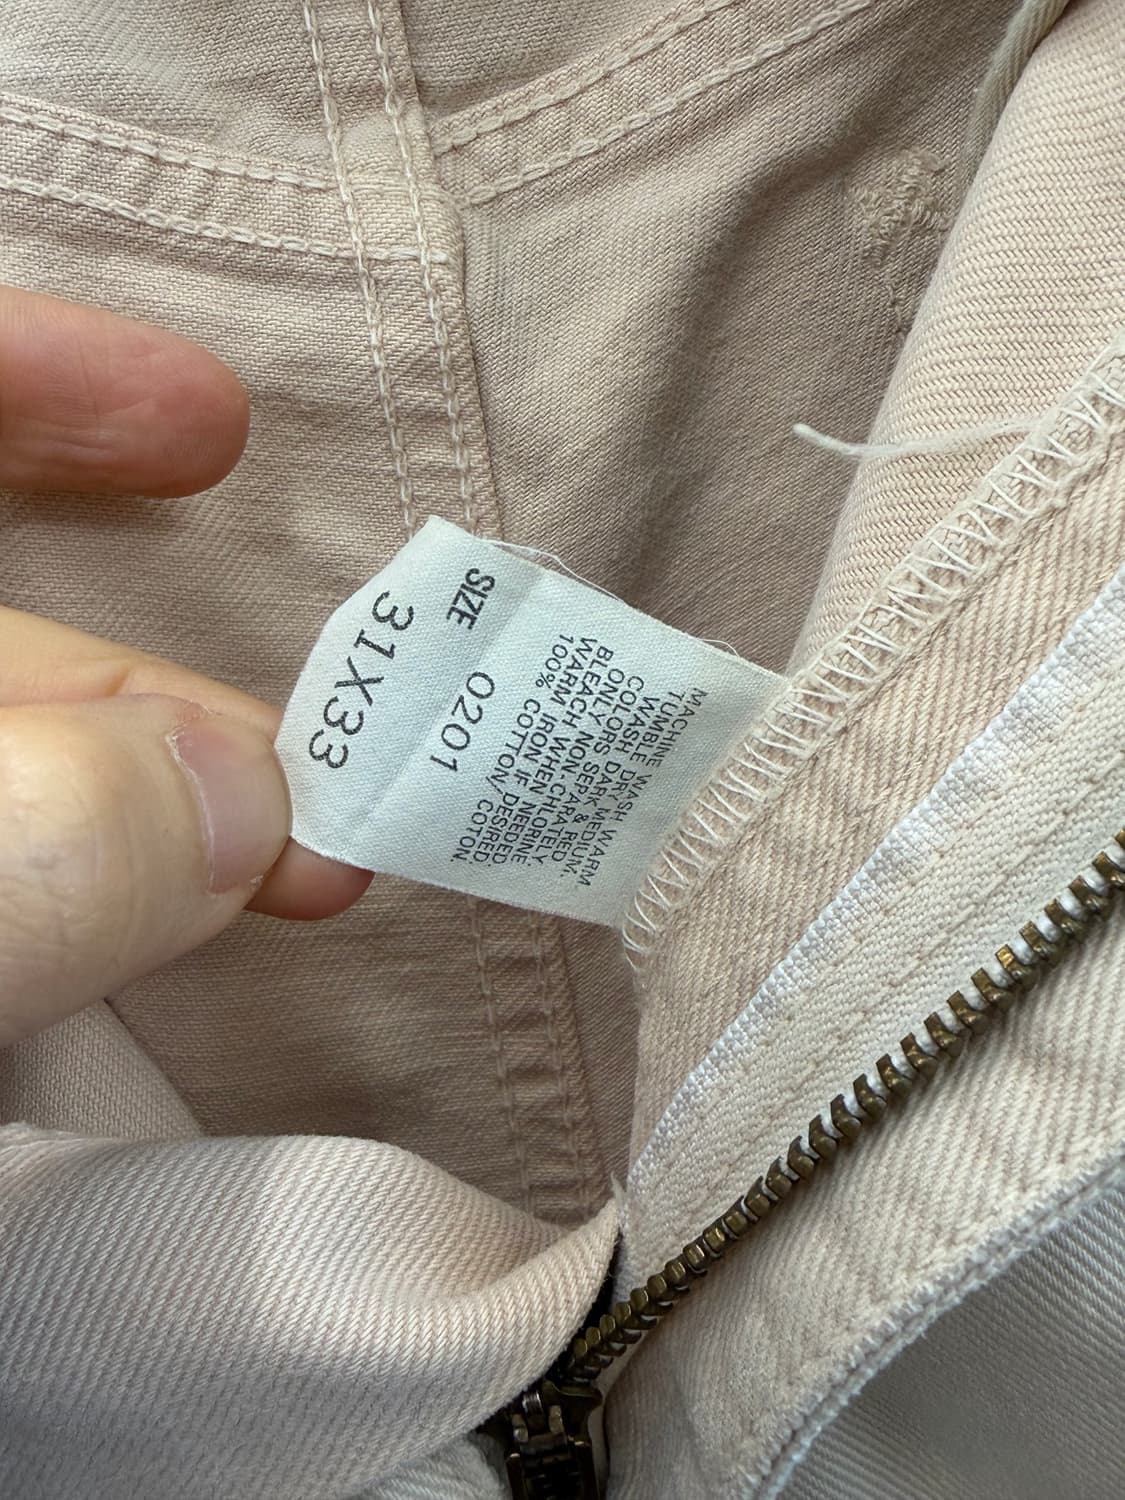 MACHINE WASH WARM
TUMBLE DRY MEDIUM.
WASH DARK & RED
COLORS SEPARATELY.
ONLY NON-CHLORINE
BLEACH WHEN NEEDED.
WARM IRON IF DESIRED.
100% COTTON/COTON
0201
SIZE
31X33